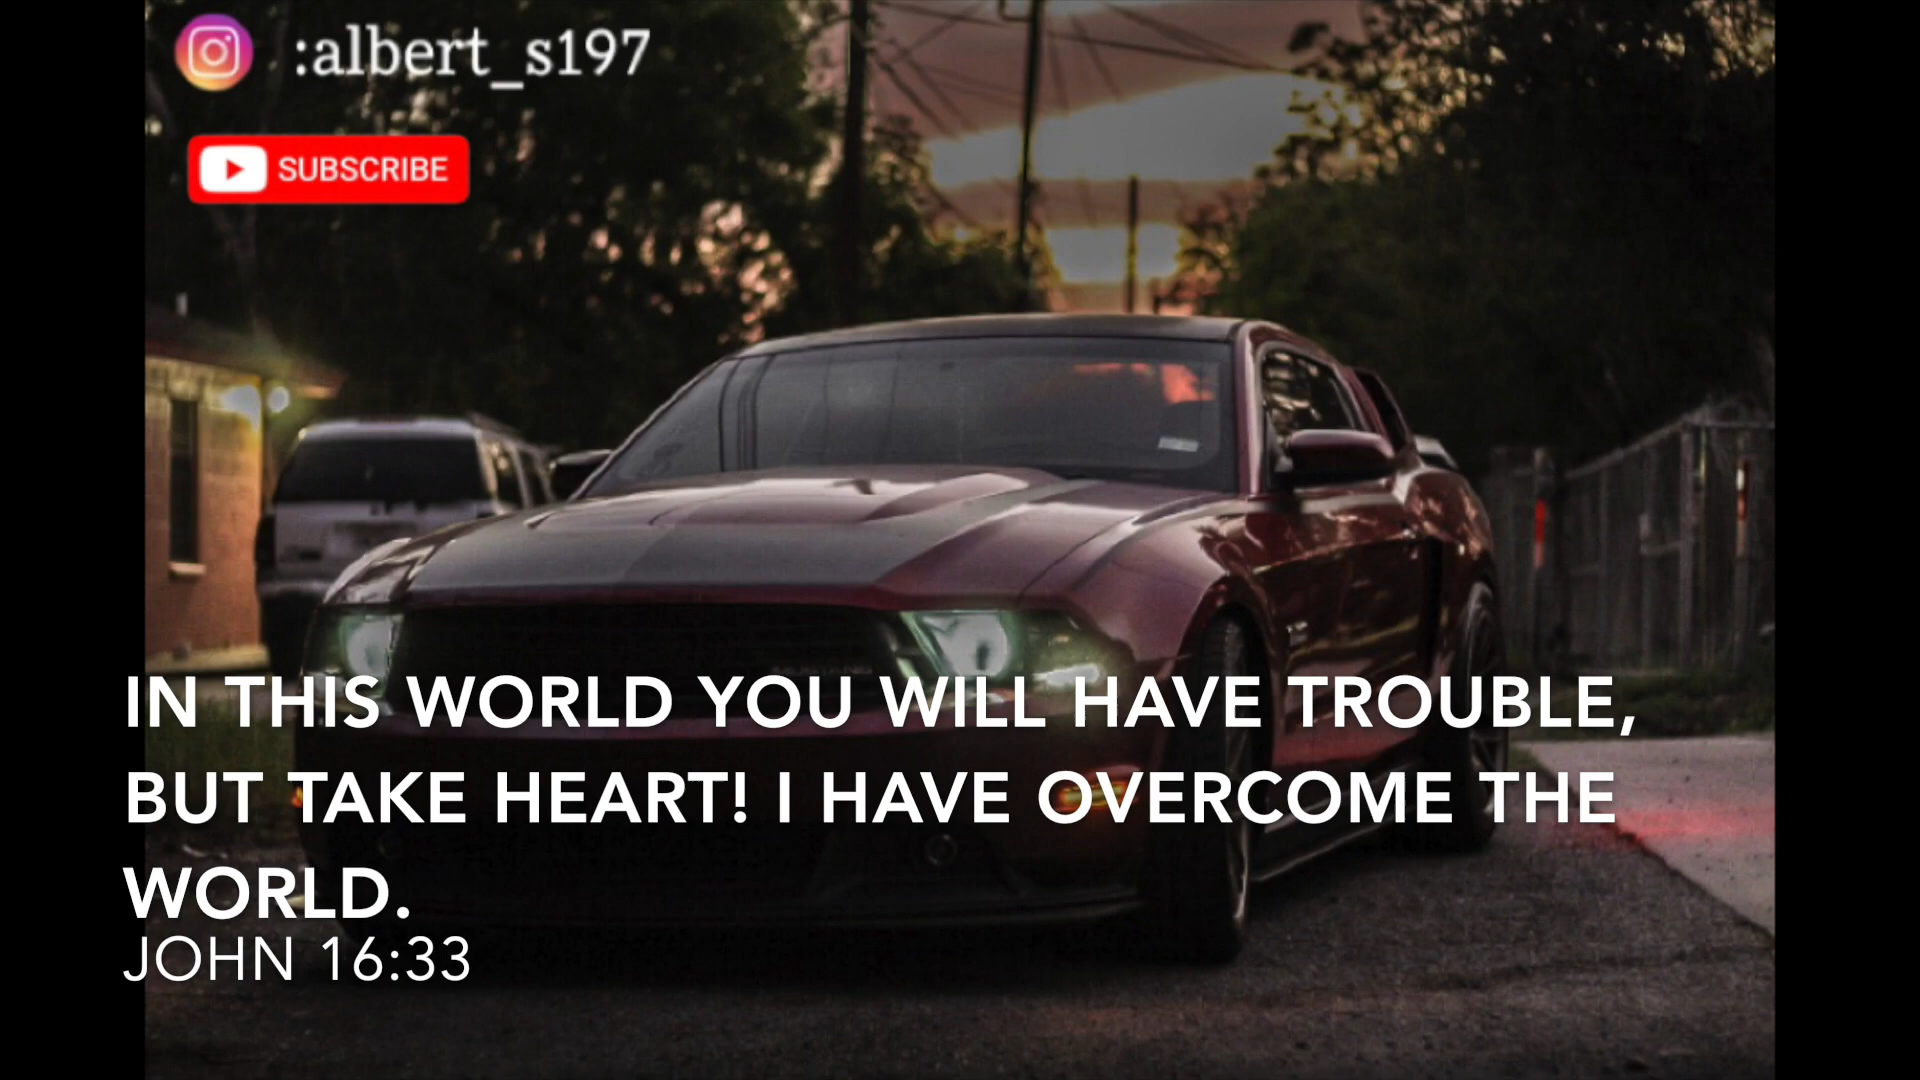 :albert_s197
SUBSCRIBE
IN THIS WORLD YOU WILL HAVE TROUBLE,
BUT TAKE HEART! I HAVE OVERCOME THE
WORLD.
JOHN 16:33